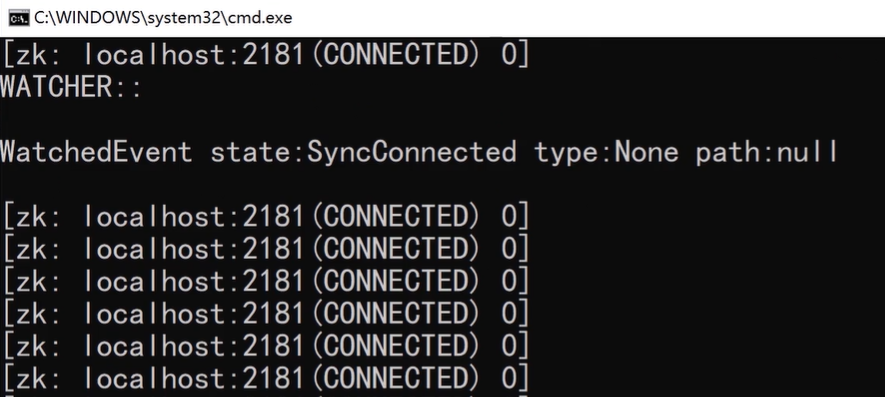 C:\WINDOWS\system32\cmd.exe
[zk: localhost:2181(CONNECTED) 0]
WATCHER::
WatchedEvent state:SyncConnected type:None path:null
[zk: localhost:2181(CONNECTED) 0]
[zk: localhost:2181(CONNECTED) 0]
[zk: localhost:2181(CONNECTED) 0]
[zk: localhost:2181(CONNECTED) 0]
[zk: localhost:2181(CONNECTED) 0]
[zk: localhost:2181(CONNECTED) 0]